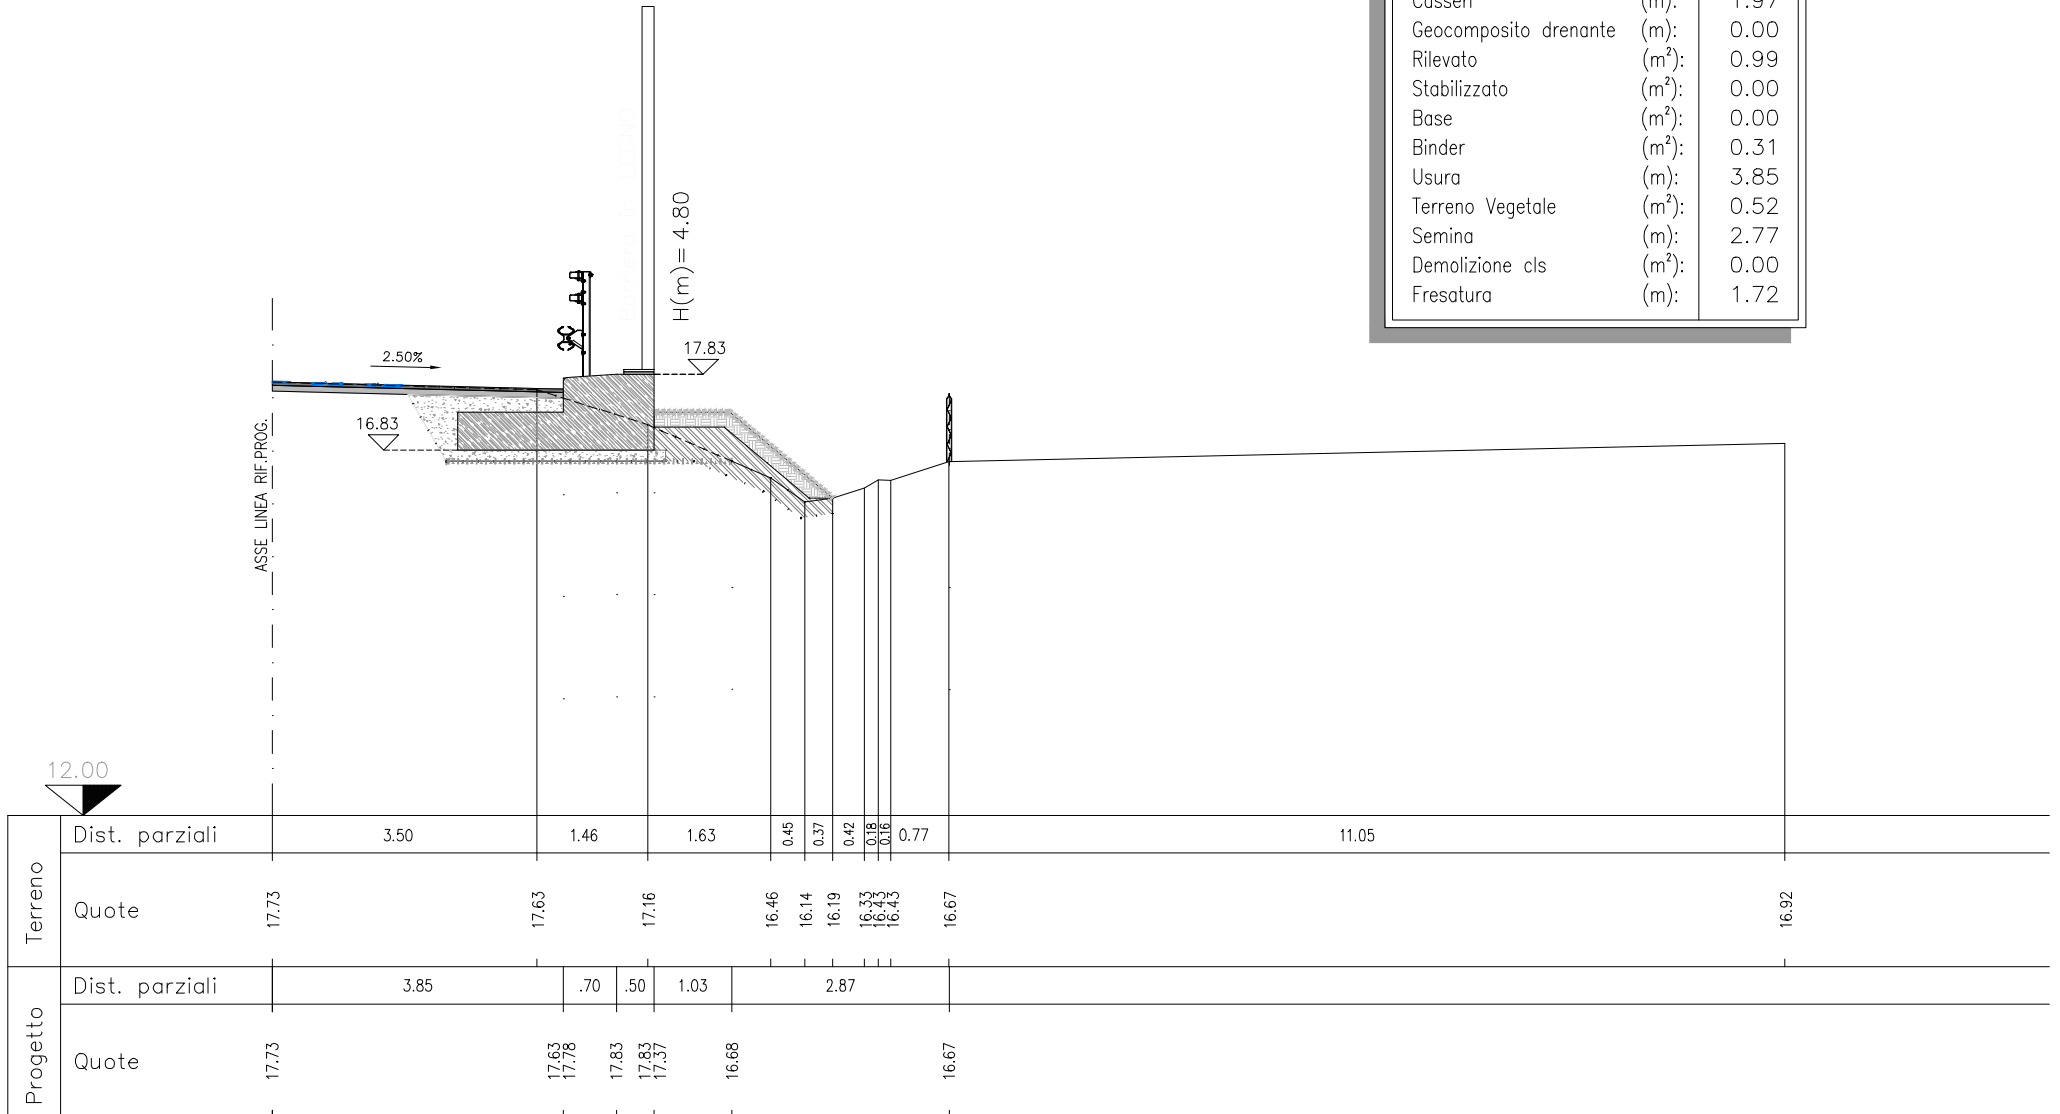 Casseri (m): 1.97
Geocomposito drenante (m): 0.00
Rilevato (m²): 0.99
Stabilizzato (m²): 0.00
Base (m²): 0.00
Binder (m²): 0.31
Usura (m): 3.85
Terreno Vegetale (m²): 0.52
Semina (m): 2.77
Demolizione cls (m²): 0.00
Fresatura (m): 1.72
H(m)= 4.80
17.83
2.50%
16.83
ASSE LINEA RIF.PROG.
12.00
Terreno
Dist. parziali 3.50 1.46 1.63 0.45 0.37 0.42 0.18 0.16 0.77 11.05
Quote 17.73 17.63 17.16 16.46 16.14 16.19 16.33 16.43 16.43 16.67 16.92
Progetto
Dist. parziali 3.85 .70 .50 1.03 2.87
Quote 17.73 17.63 17.78 17.83 17.83 17.37 16.68 16.67